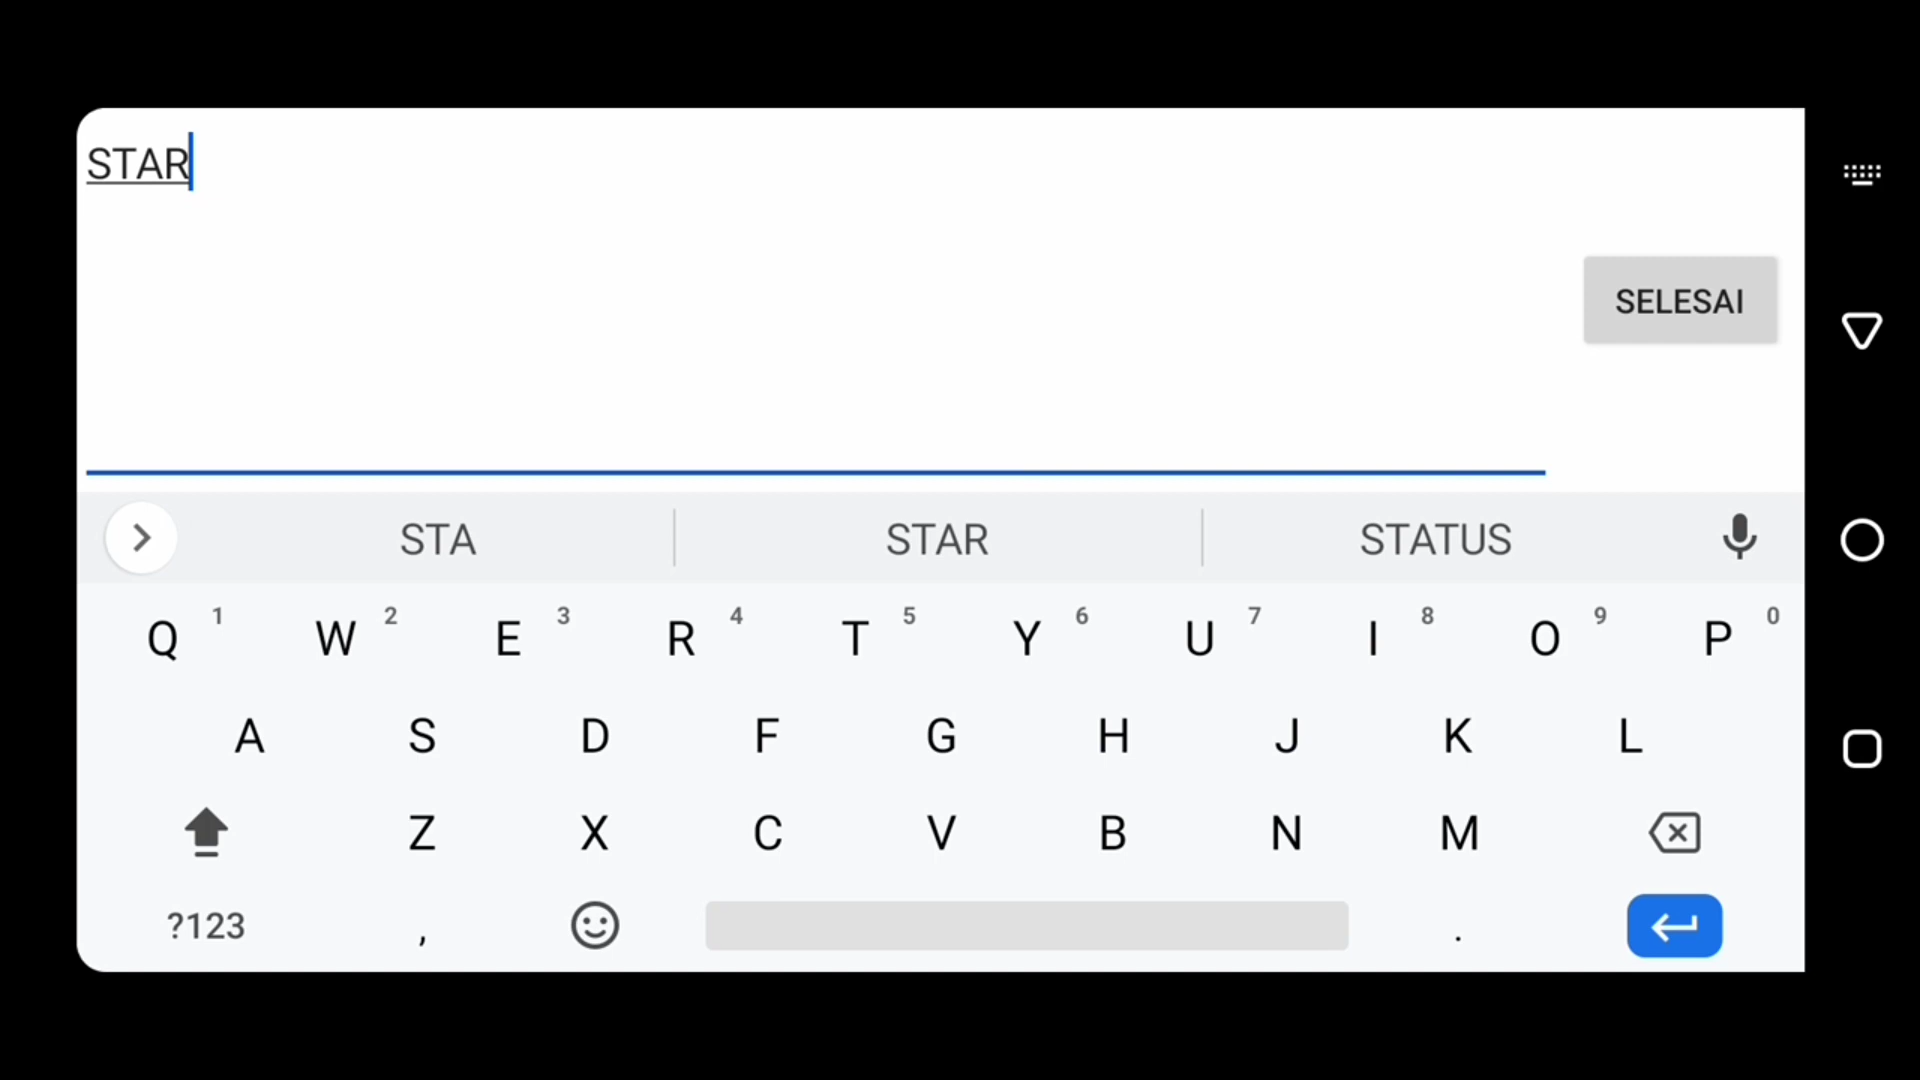 STAR
SELESAI
STA STAR STATUS
Q 1 W 2 E 3 R 4 T 5 Y 6 U 7 I 8 O 9 P 0
A S D F G H J K L
Z X C V B N M
?123 , .